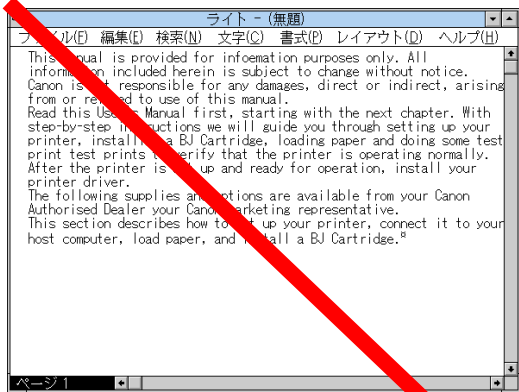 ライト - (無題)
ファイル(F) 編集(E) 検索(N) 文字(C) 書式(P) レイアウト(D) ヘルプ(H)
This manual is provided for infoemation purposes only. All
information included herein is subject to change without notice.
Canon is not responsible for any damages, direct or indirect, arising
from or related to use of this manual.
Read this User's Manual first, starting with the next chapter. With
step-by-step instructions we will guide you through setting up your
printer, installing a BJ Cartridge, loading paper and doing some test
print test prints to verify that the printer is operating normally.
After the printer is set up and ready for operation, install your
printer driver.
The following supplies and options are available from your Canon
Authorised Dealer your Canon marketing representative.
This section describes how to set up your printer, connect it to your
host computer, load paper, and install a BJ Cartridge.¤
ページ 1